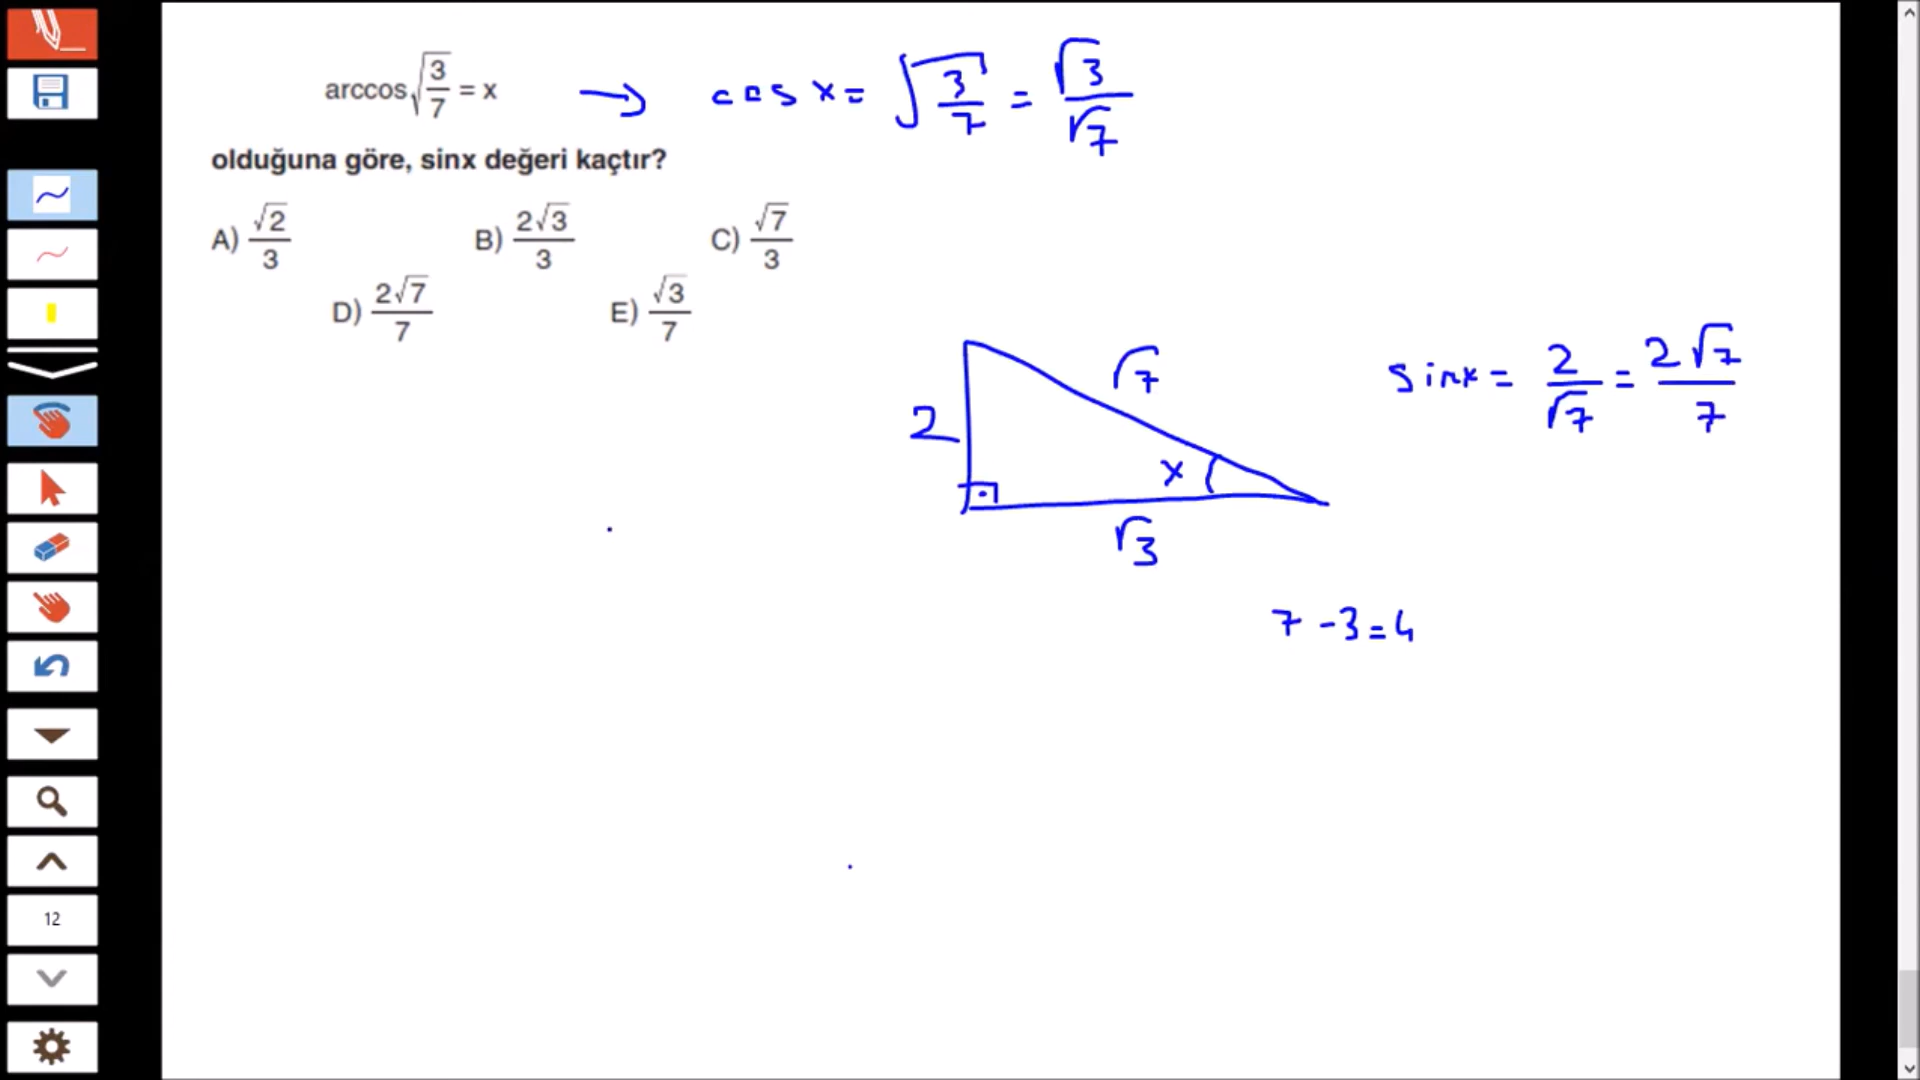 arccos√(3/7) = x → cos x = √(3/7) = √3/√7
olduğuna göre, sinx değeri kaçtır?
A) √2/3 B) 2√3/3 C) √7/3
D) 2√7/7 E) √3/7
√7
sinx = 2/√7 = 2√7/7
2
x
√3
7 - 3 = 4
12